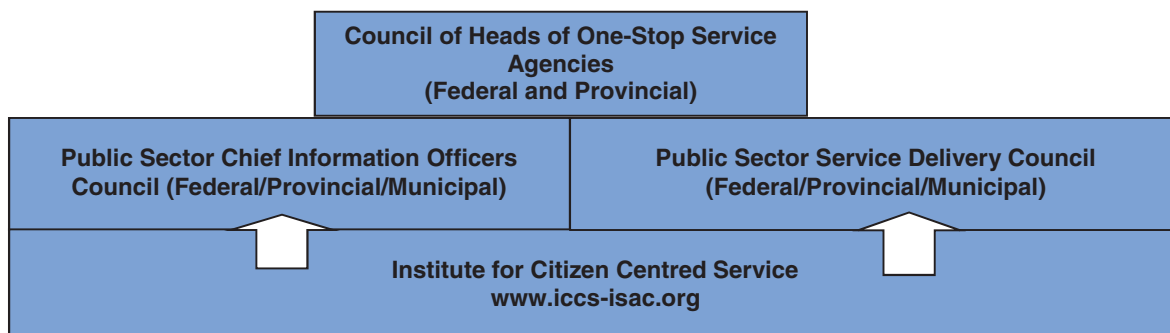 Council of Heads of One-Stop Service
Agencies
(Federal and Provincial)
Public Sector Chief Information Officers
Council (Federal/Provincial/Municipal)
Public Sector Service Delivery Council
(Federal/Provincial/Municipal)
Institute for Citizen Centred Service
www.iccs-isac.org